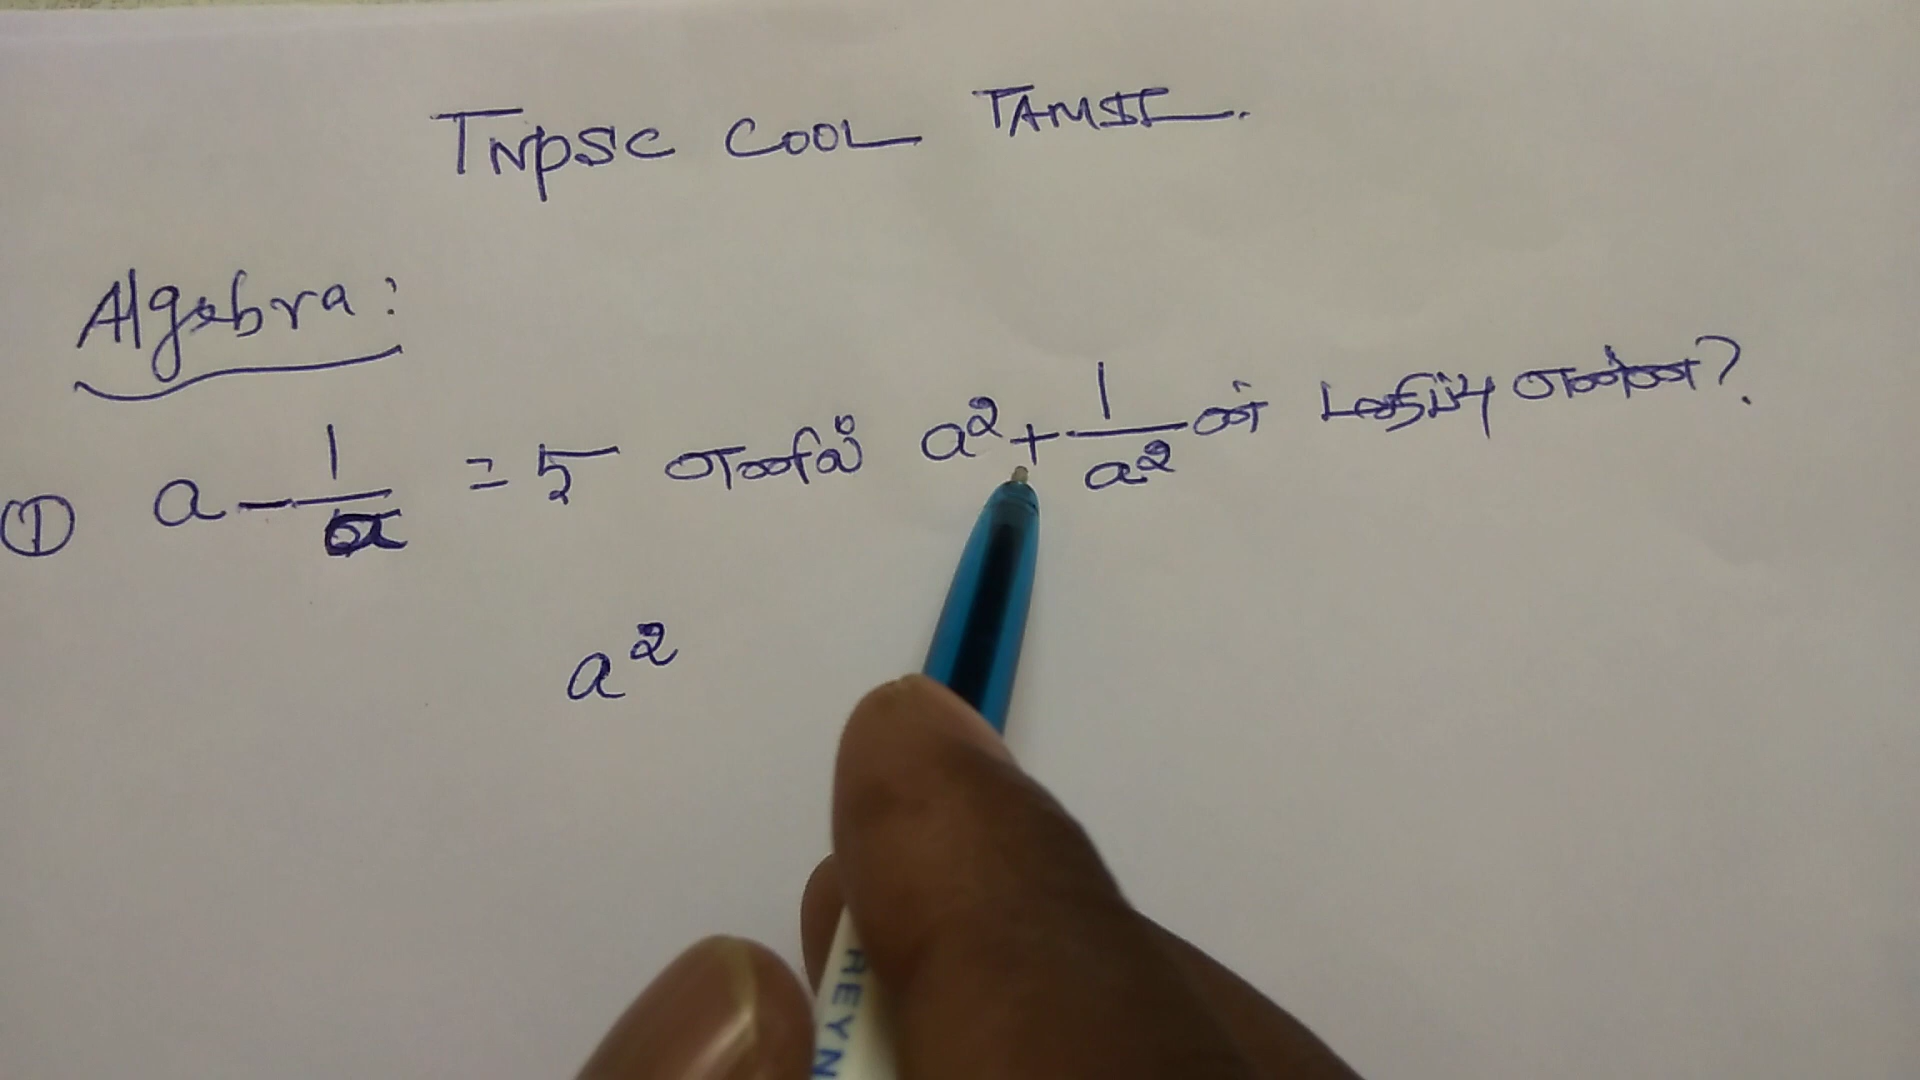 TNPSC COOL TAMIL.
Algebra:
① a - 1/a = 5 எனில் a² + 1/a² ன் மதிப்பு என்ன?
a²
REYN